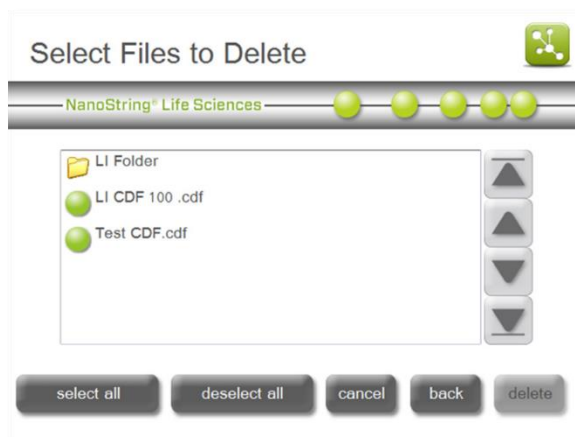 Select Files to Delete
NanoString® Life Sciences
LI Folder
LI CDF 100 .cdf
Test CDF.cdf
select all deselect all cancel back delete